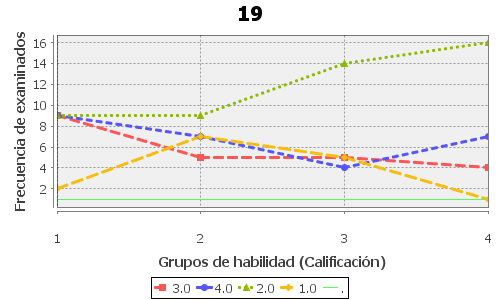 19
Frecuencia de examinados
16
14
12
10
8
6
4
2
1 2 3 4
Grupos de habilidad (Calificación)
3.0 4.0 2.0 1.0 .